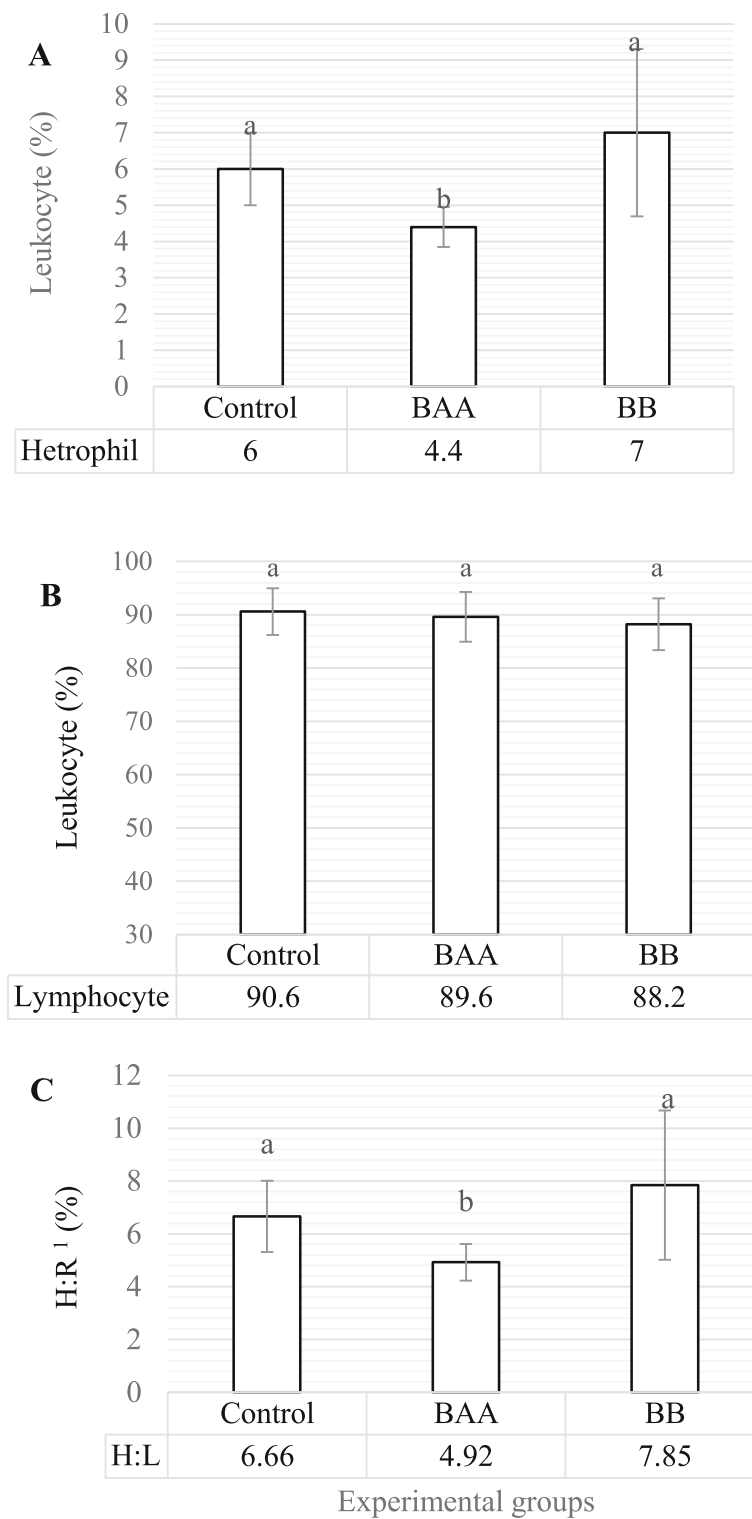 A
Leukocyte (%)
10
9
8
7
6
5
4
3
2
1
0
a
b
a
Control BAA BB
Hetrophil 6 4.4 7
B
Leukocyte (%)
100
90
80
70
60
50
40
30
a
a
a
Control BAA BB
Lymphocyte 90.6 89.6 88.2
C
H:R ¹ (%)
12
10
8
6
4
2
0
a
b
a
Control BAA BB
H:L 6.66 4.92 7.85
Experimental groups